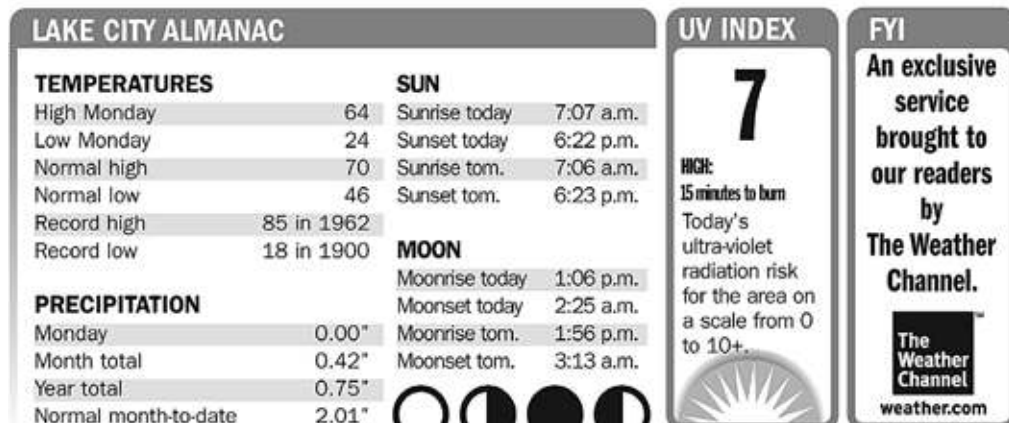 LAKE CITY ALMANAC
TEMPERATURES
High Monday 64
Low Monday 24
Normal high 70
Normal low 46
Record high 85 in 1962
Record low 18 in 1900
PRECIPITATION
Monday 0.00"
Month total 0.42"
Year total 0.75"
Normal month-to-date 2.01"
SUN
Sunrise today 7:07 a.m.
Sunset today 6:22 p.m.
Sunrise tom. 7:06 a.m.
Sunset tom. 6:23 p.m.
MOON
Moonrise today 1:06 p.m.
Moonset today 2:25 a.m.
Moonrise tom. 1:56 p.m.
Moonset tom. 3:13 a.m.
UV INDEX
7
HIGH:
15 minutes to burn
Today's
ultra-violet
radiation risk
for the area on
a scale from 0
to 10+.
FYI
An exclusive
service
brought to
our readers
by
The Weather
Channel.
The
Weather
Channel
weather.com